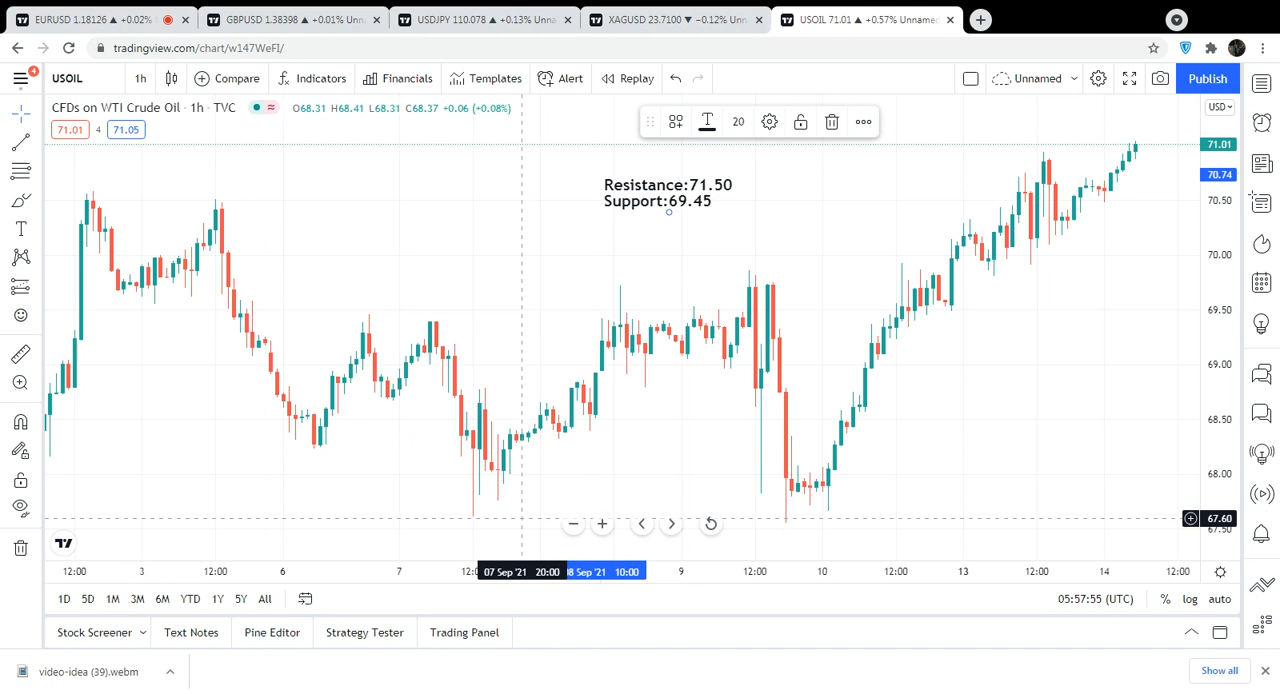 EURUSD 1.18126 ▲ +0.02%
GBPUSD 1.38398 ▲ +0.01% Unna
USDJPY 110.078 ▲ +0.13% Unna
XAGUSD 23.7100 ▼ −0.12% Unn
USOIL 71.01 ▲ +0.57% Unnamed
tradingview.com/chart/w147WeFI/
4
USOIL
1h
Compare
Indicators
Financials
Templates
Alert
Replay
Unnamed
Publish
CFDs on WTI Crude Oil · 1h · TVC
O68.31 H68.41 L68.31 C68.37 +0.06 (+0.08%)
71.01 4 71.05
20
USD
Resistance:71.50
Support:69.45
71.01
70.74
70.50
70.00
69.50
69.00
68.50
68.00
67.60
67.50
12:00 3 12:00 6 7 12:0 07 Sep '21 20:00 8 Sep '21 10:00 9 12:00 10 12:00 13 12:00 14 12:00
1D 5D 1M 3M 6M YTD 1Y 5Y All
05:57:55 (UTC) % log auto
Stock Screener
Text Notes
Pine Editor
Strategy Tester
Trading Panel
video-idea (39).webm
Show all